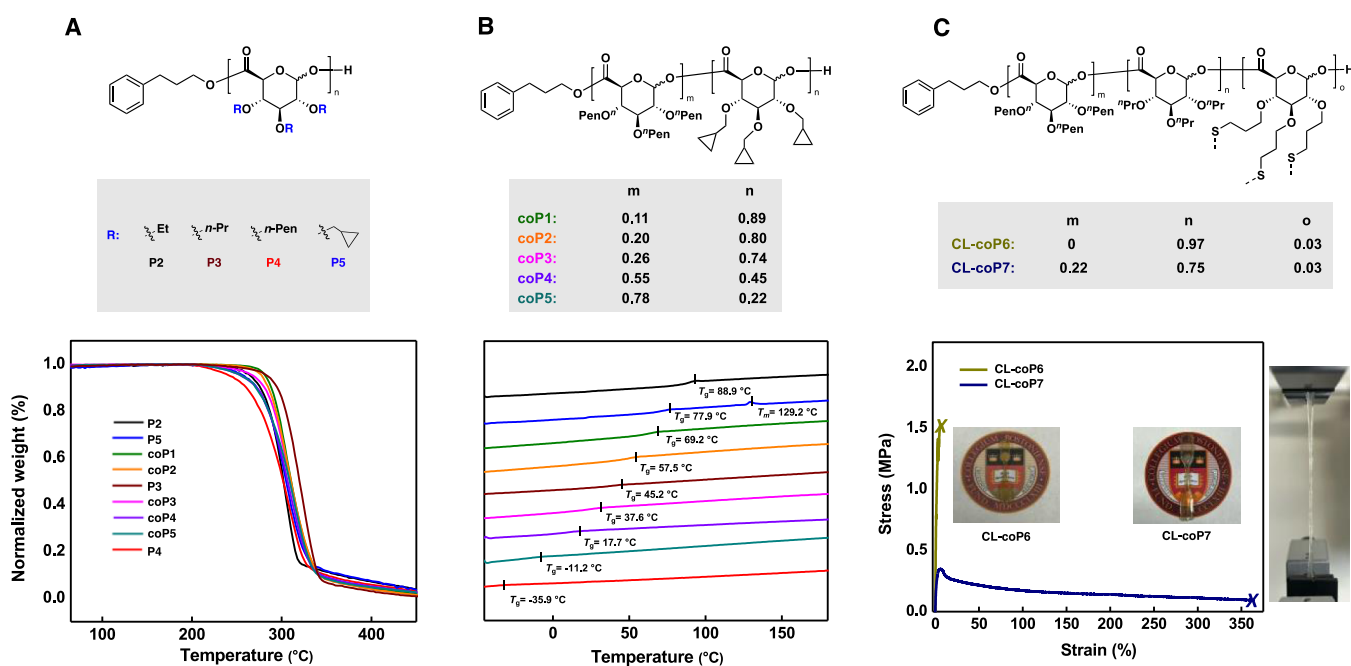 A
O
O
O
O
H
n
RO
OR
OR
R:
Et
n-Pr
n-Pen
P2
P3
P4
P5
Normalized weight (%)
1.0
0.8
0.6
0.4
0.2
0.0
P2
P5
coP1
coP2
P3
coP3
coP4
coP5
P4
100
200
300
400
Temperature (°C)
B
O
O
O
O
O
O
O
H
m
n
PenOⁿ
OⁿPen
OⁿPen
O
O
O
m n
coP1: 0.11 0.89
coP2: 0.20 0.80
coP3: 0.26 0.74
coP4: 0.55 0.45
coP5: 0.78 0.22
Tg= 88.9 °C
Tg= 77.9 °C
Tm= 129.2 °C
Tg= 69.2 °C
Tg= 57.5 °C
Tg= 45.2 °C
Tg= 37.6 °C
Tg= 17.7 °C
Tg= -11.2 °C
Tg= -35.9 °C
0 50 100 150
Temperature (°C)
C
O
O
O
O
O
O
O
O
O
O
H
m
n
o
PenOⁿ
OⁿPen
OⁿPen
PrOⁿ
OⁿPr
OⁿPr
O
O
O
S
S
S
m n o
CL-coP6: 0 0.97 0.03
CL-coP7: 0.22 0.75 0.03
Stress (MPa)
2.0
1.5
1.0
0.5
0.0
CL-coP6
CL-coP7
X
X
CL-coP6
CL-coP7
0 50 100 150 200 250 300 350
Strain (%)